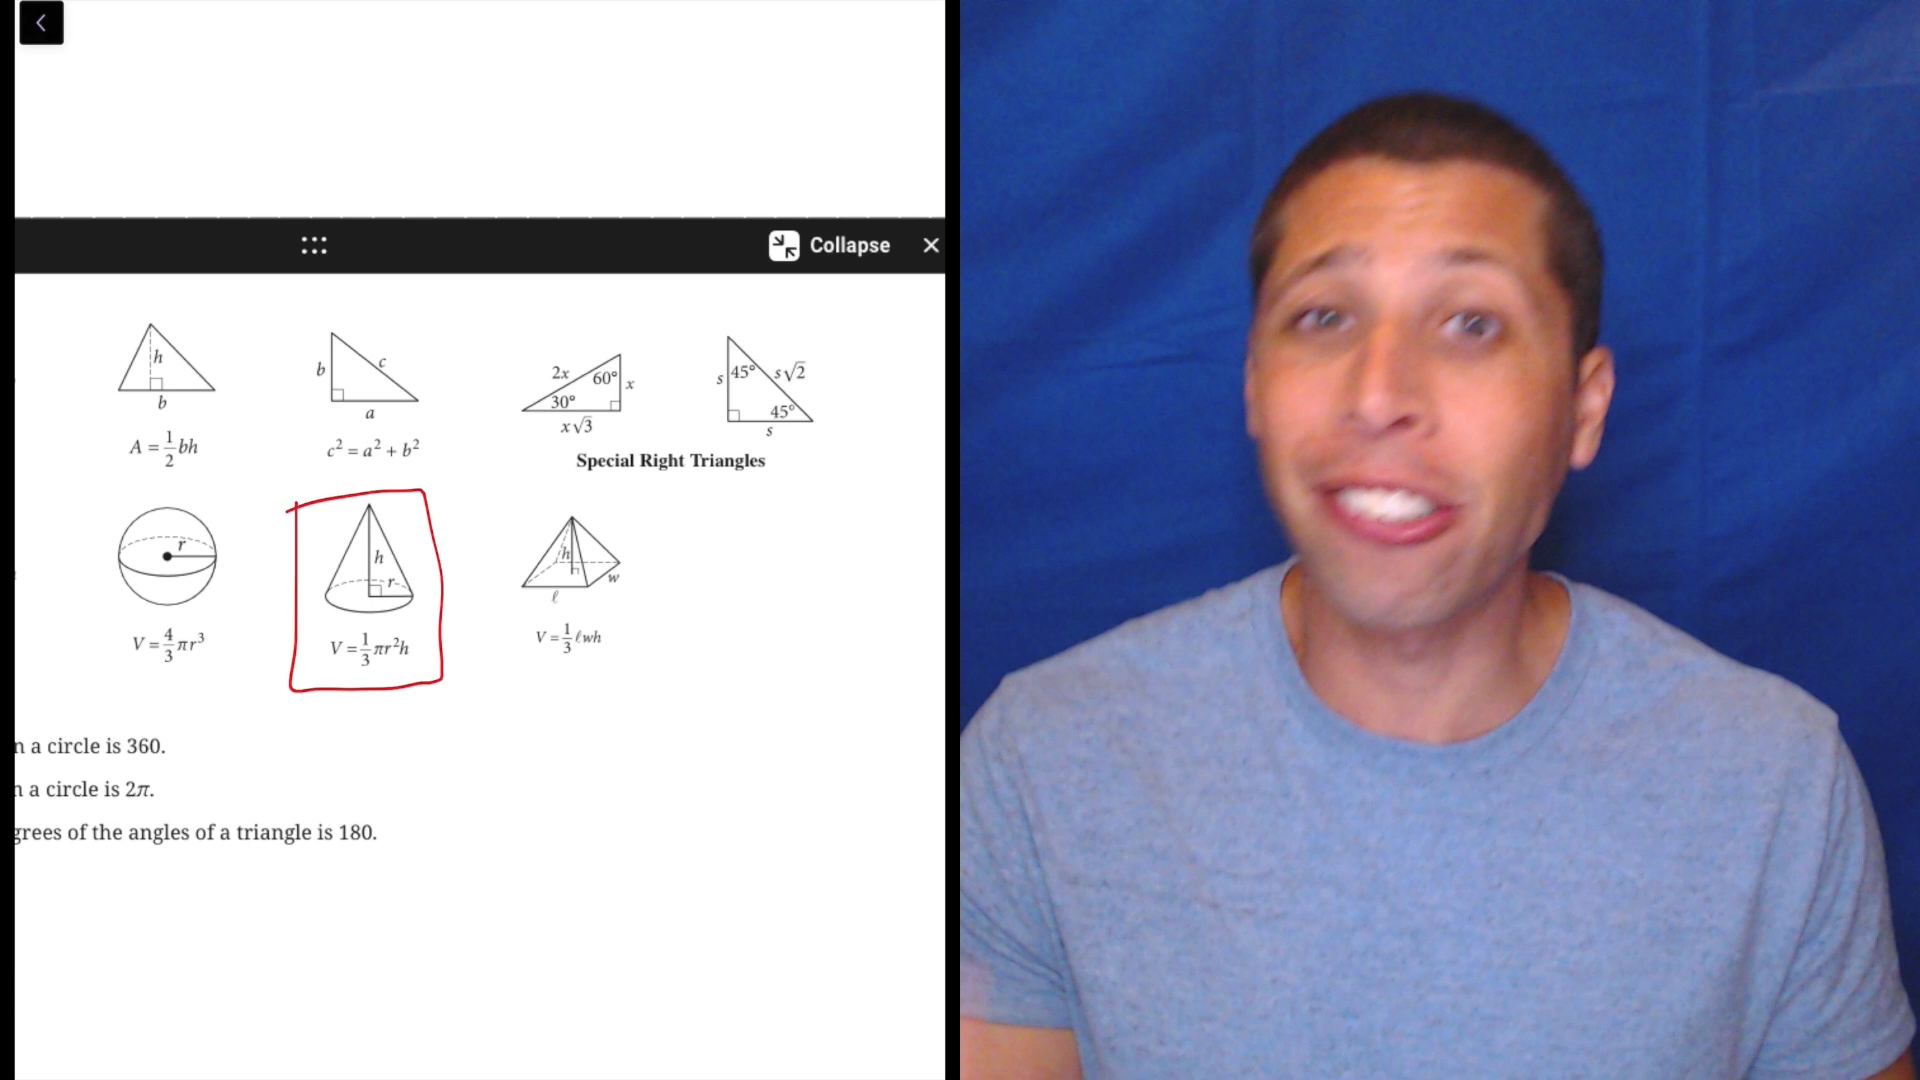 Collapse
h
b
b
c
a
2x
60°
x
30°
x√3
45°
s
s√2
45°
s
A = 1/2 bh
c² = a² + b²
Special Right Triangles
r
h
r
h
w
ℓ
V = 4/3 πr³
V = 1/3 πr²h
V = 1/3 ℓwh
n a circle is 360.
n a circle is 2π.
grees of the angles of a triangle is 180.